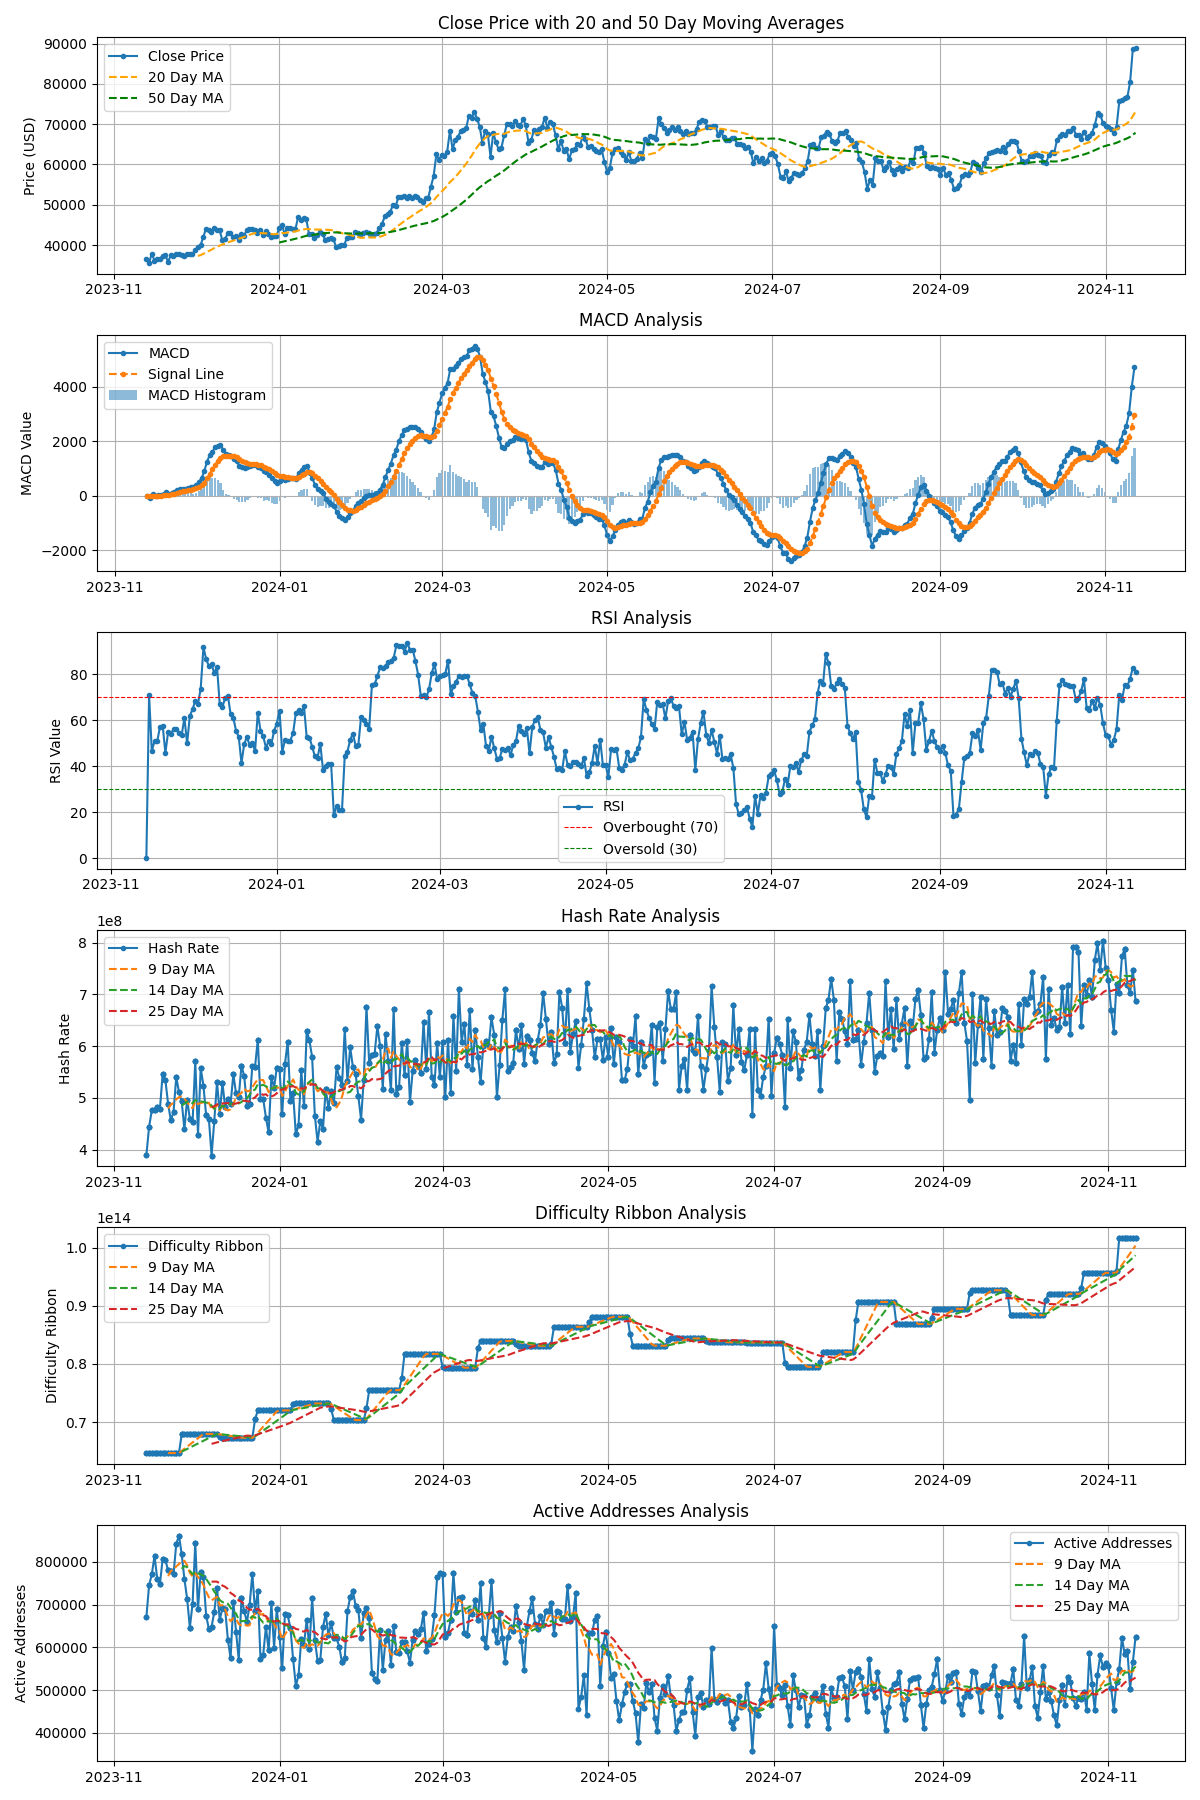 Close Price with 20 and 50 Day Moving Averages
Price (USD)
90000
80000
70000
60000
50000
40000
Close Price
20 Day MA
50 Day MA
2023-11 2024-01 2024-03 2024-05 2024-07 2024-09 2024-11
MACD Analysis
MACD Value
4000
2000
0
−2000
MACD
Signal Line
MACD Histogram
2023-11 2024-01 2024-03 2024-05 2024-07 2024-09 2024-11
RSI Analysis
RSI Value
80
60
40
20
0
RSI
Overbought (70)
Oversold (30)
2023-11 2024-01 2024-03 2024-05 2024-07 2024-09 2024-11
1e8
Hash Rate Analysis
Hash Rate
8
7
6
5
4
Hash Rate
9 Day MA
14 Day MA
25 Day MA
2023-11 2024-01 2024-03 2024-05 2024-07 2024-09 2024-11
1e14
Difficulty Ribbon Analysis
Difficulty Ribbon
1.0
0.9
0.8
0.7
Difficulty Ribbon
9 Day MA
14 Day MA
25 Day MA
2023-11 2024-01 2024-03 2024-05 2024-07 2024-09 2024-11
Active Addresses Analysis
Active Addresses
800000
700000
600000
500000
400000
Active Addresses
9 Day MA
14 Day MA
25 Day MA
2023-11 2024-01 2024-03 2024-05 2024-07 2024-09 2024-11